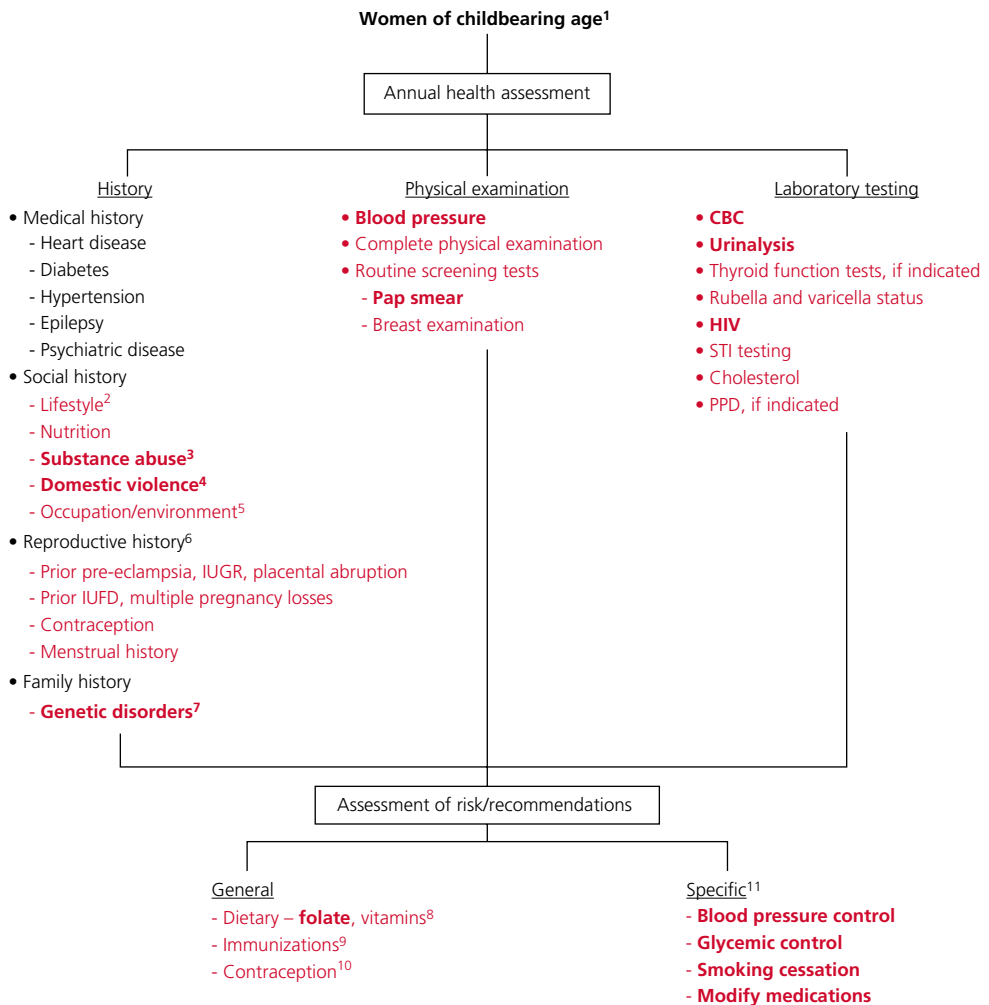 Women of childbearing age¹
Annual health assessment
History
• Medical history
- Heart disease
- Diabetes
- Hypertension
- Epilepsy
- Psychiatric disease
• Social history
- Lifestyle²
- Nutrition
- Substance abuse³
- Domestic violence⁴
- Occupation/environment⁵
• Reproductive history⁶
- Prior pre-eclampsia, IUGR, placental abruption
- Prior IUFD, multiple pregnancy losses
- Contraception
- Menstrual history
• Family history
- Genetic disorders⁷
Physical examination
• Blood pressure
• Complete physical examination
• Routine screening tests
- Pap smear
- Breast examination
Laboratory testing
• CBC
• Urinalysis
• Thyroid function tests, if indicated
• Rubella and varicella status
• HIV
• STI testing
• Cholesterol
• PPD, if indicated
Assessment of risk/recommendations
General
- Dietary – folate, vitamins⁸
- Immunizations⁹
- Contraception¹⁰
Specific¹¹
- Blood pressure control
- Glycemic control
- Smoking cessation
- Modify medications